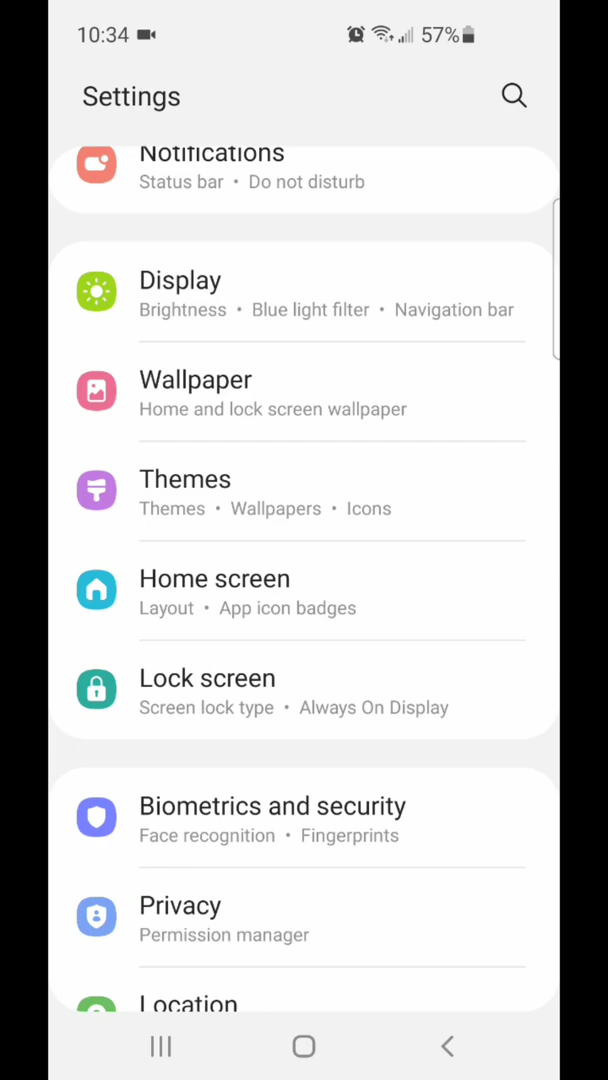 10:34 57%
Settings
Notifications
Status bar • Do not disturb
Display
Brightness • Blue light filter • Navigation bar
Wallpaper
Home and lock screen wallpaper
Themes
Themes • Wallpapers • Icons
Home screen
Layout • App icon badges
Lock screen
Screen lock type • Always On Display
Biometrics and security
Face recognition • Fingerprints
Privacy
Permission manager
Location